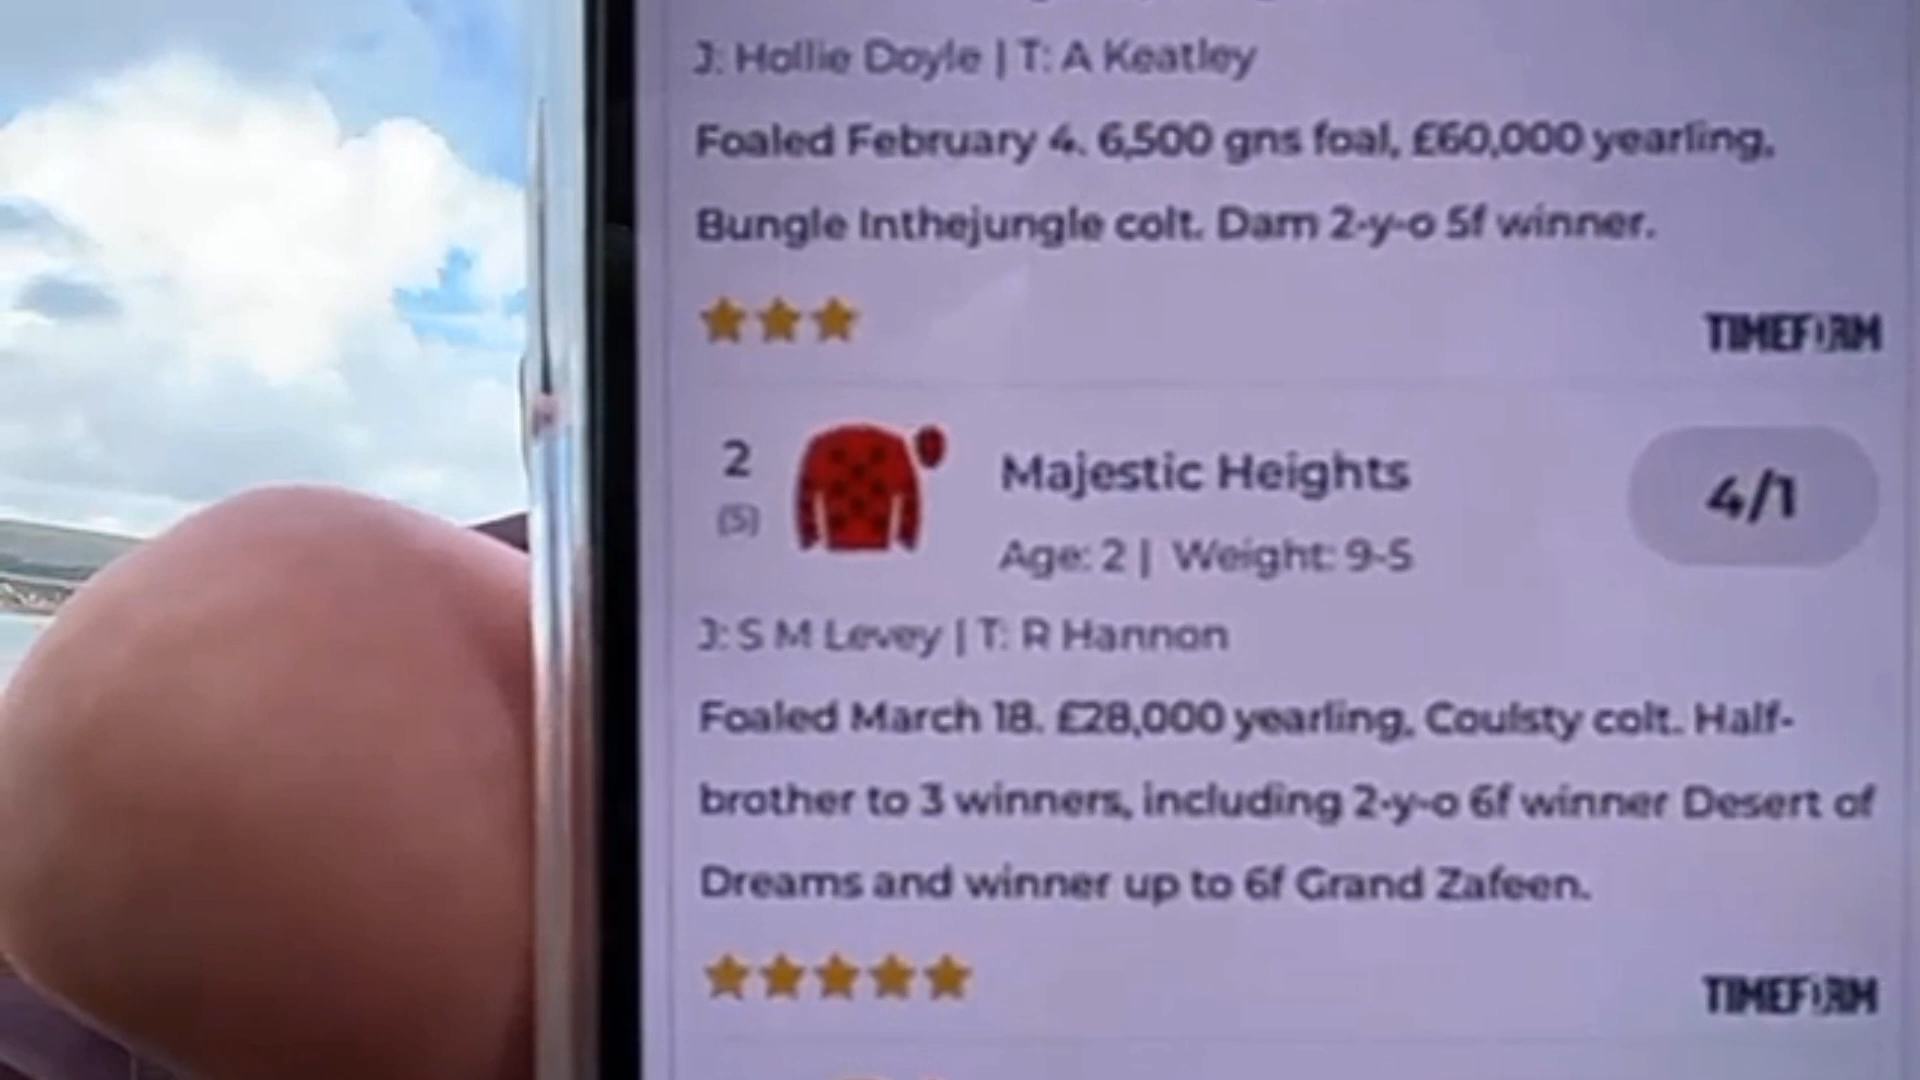 J: Hollie Doyle | T: A Keatley
Foaled February 4. 6,500 gns foal, £60,000 yearling,
Bungle Inthejungle colt. Dam 2-y-o 5f winner.
TIMEFORM
2
(5)
Majestic Heights
4/1
Age: 2 | Weight: 9-5
J: S M Levey | T: R Hannon
Foaled March 18. £28,000 yearling, Coulsty colt. Half-
brother to 3 winners, including 2-y-o 6f winner Desert of
Dreams and winner up to 6f Grand Zafeen.
TIMEFORM